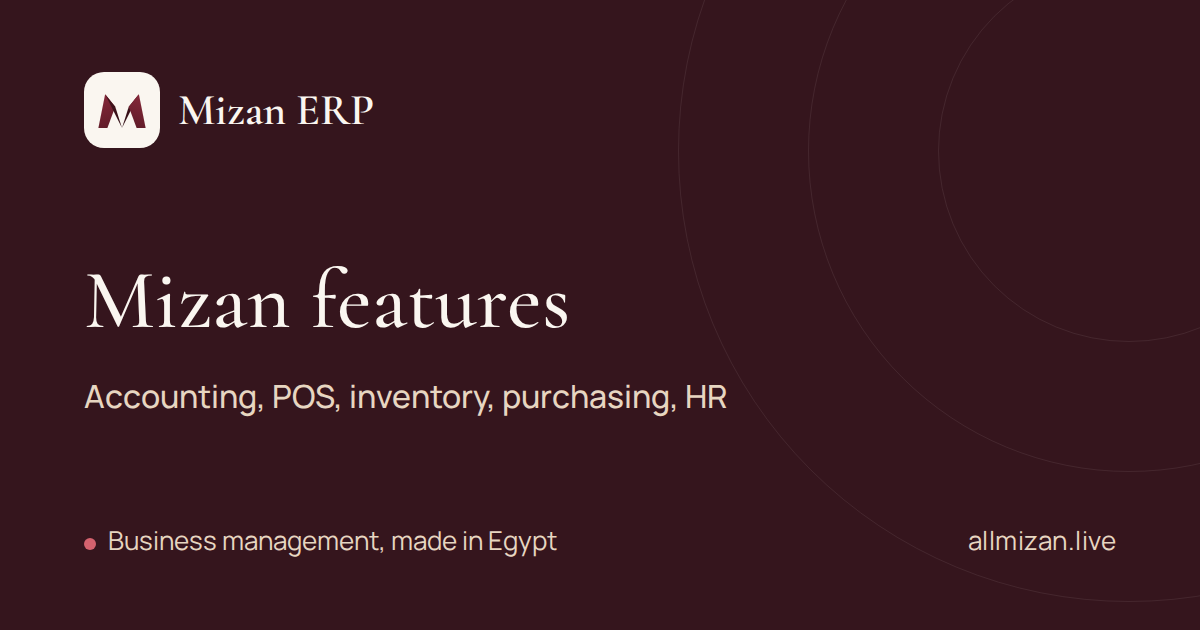 Mizan ERP
Mizan features
Accounting, POS, inventory, purchasing, HR
Business management, made in Egypt
allmizan.live